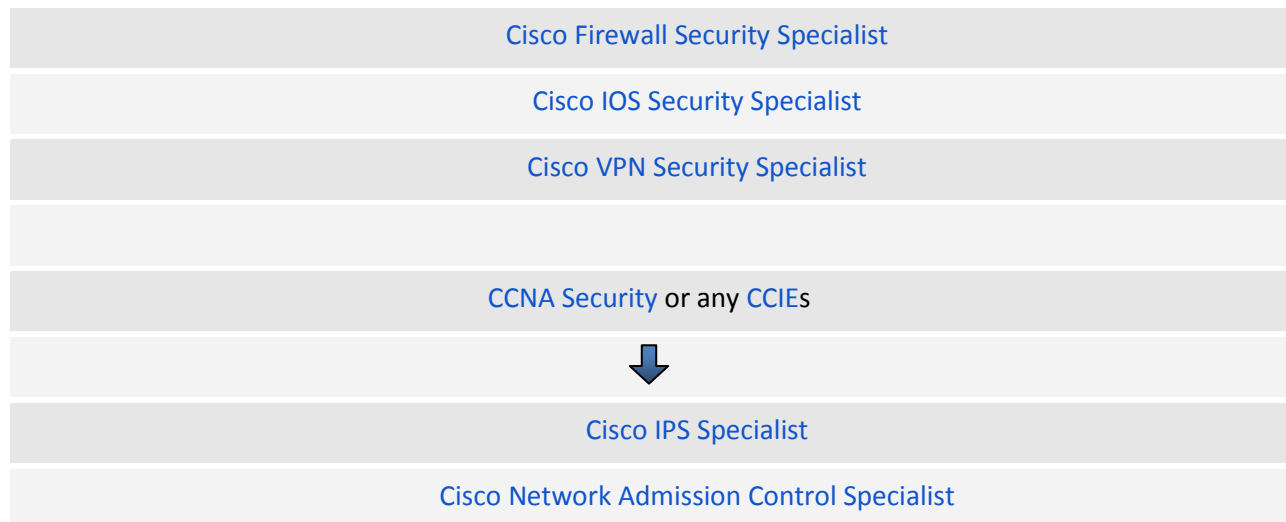 Cisco Firewall Security Specialist
Cisco IOS Security Specialist
Cisco VPN Security Specialist
CCNA Security or any CCIEs
Cisco IPS Specialist
Cisco Network Admission Control Specialist